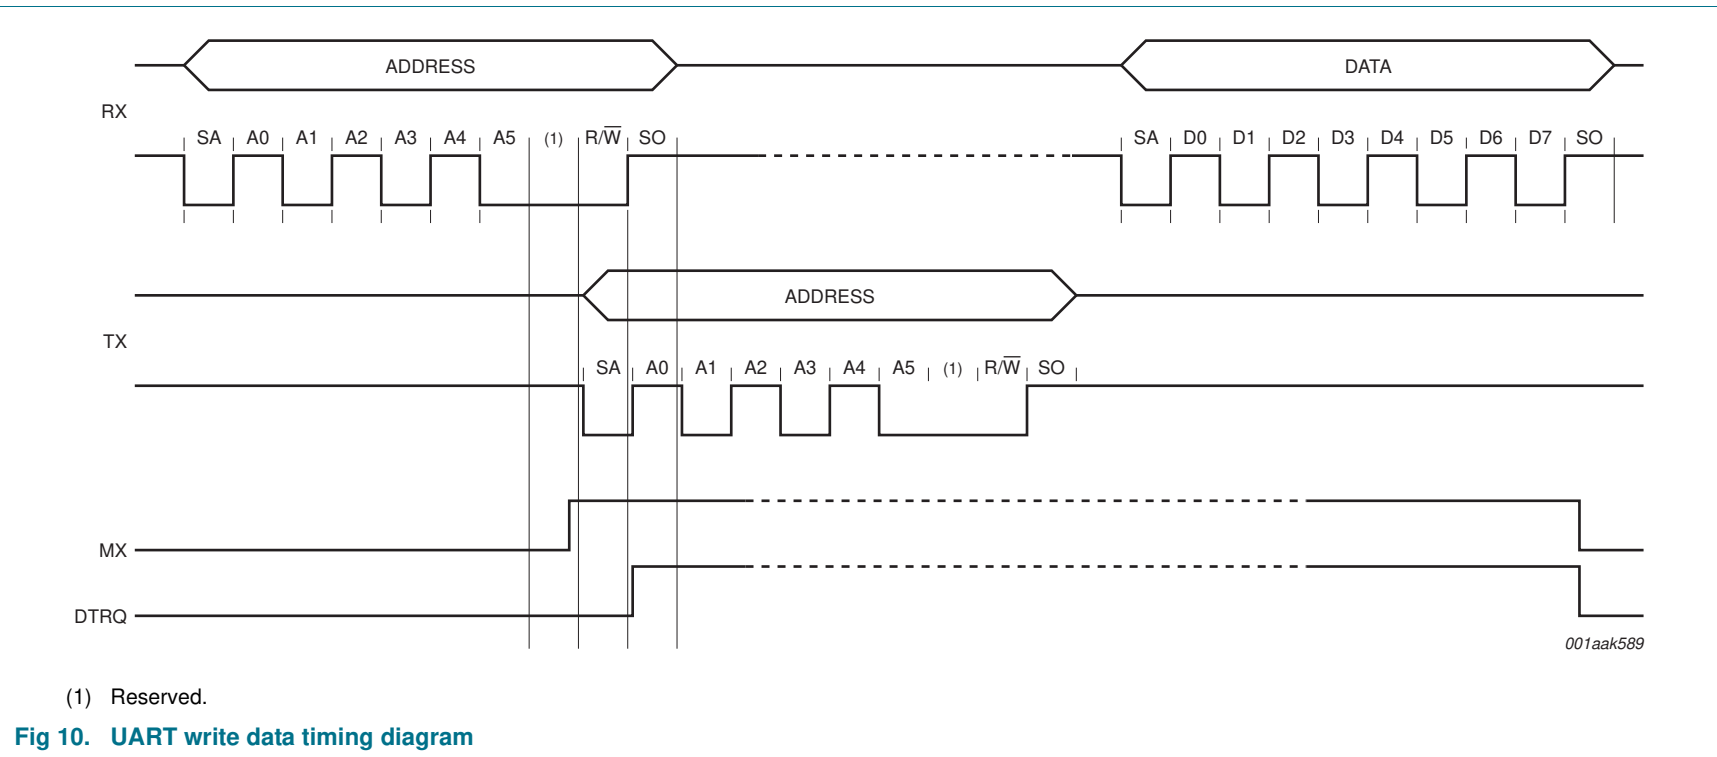 ADDRESS DATA
RX
SA A0 A1 A2 A3 A4 A5 (1) R/W̅ SO SA D0 D1 D2 D3 D4 D5 D6 D7 SO
ADDRESS
TX
SA A0 A1 A2 A3 A4 A5 (1) R/W̅ SO
MX
DTRQ
001aak589
(1) Reserved.
Fig 10. UART write data timing diagram